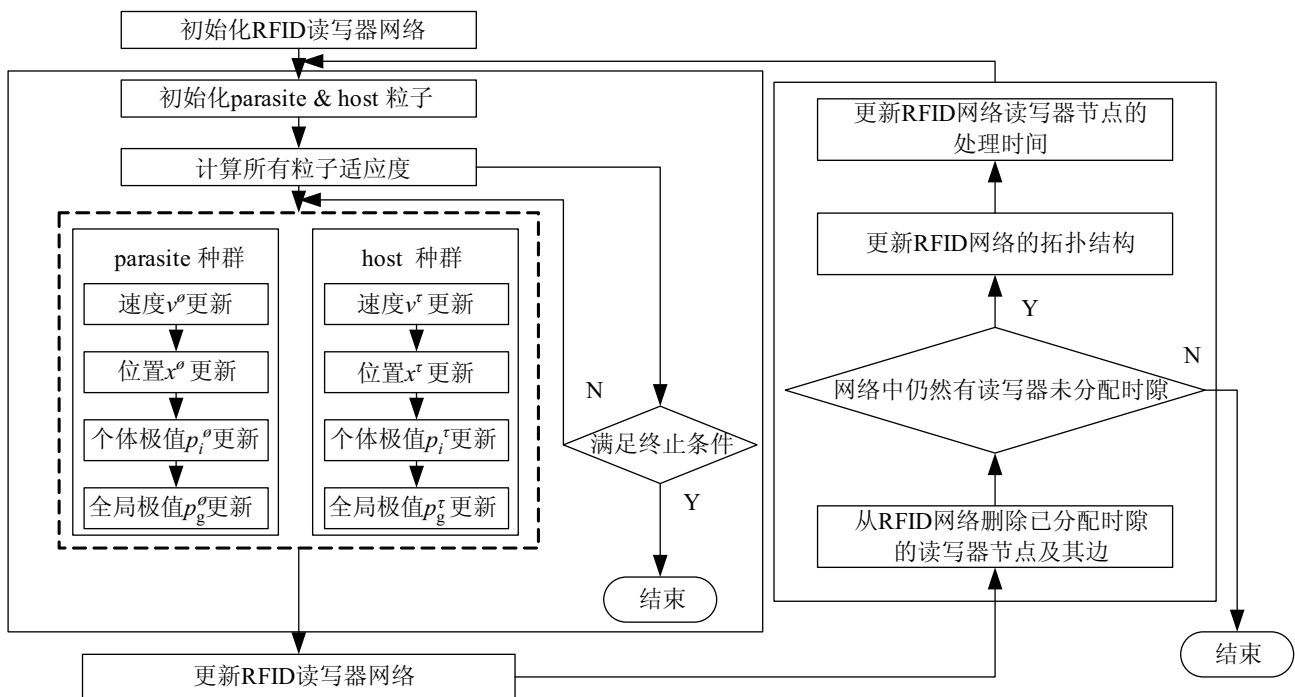 初始化RFID读写器网络
初始化parasite & host 粒子
计算所有粒子适应度
parasite 种群
速度vᵠ更新
位置xᵠ 更新
个体极值pᵢᵠ更新
全局极值p_gᵠ更新
host 种群
速度v^τ 更新
位置x^τ 更新
个体极值pᵢ^τ更新
全局极值p_g^τ 更新
N
满足终止条件
Y
结束
更新RFID读写器网络
更新RFID网络读写器节点的
处理时间
更新RFID网络的拓扑结构
Y
N
网络中仍然有读写器未分配时隙
从RFID网络删除已分配时隙
的读写器节点及其边
结束